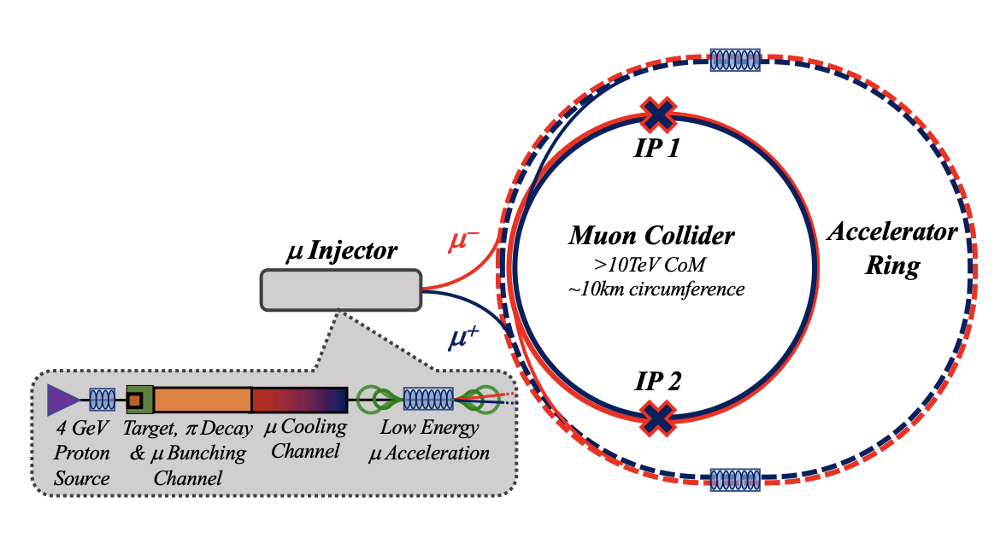 IP 1
μ⁻
μ Injector
Muon Collider
>10TeV CoM
~10km circumference
Accelerator
Ring
μ⁺
IP 2
4 GeV
Proton
Source
Target, π Decay
& μ Bunching
Channel
μ Cooling
Channel
Low Energy
μ Acceleration